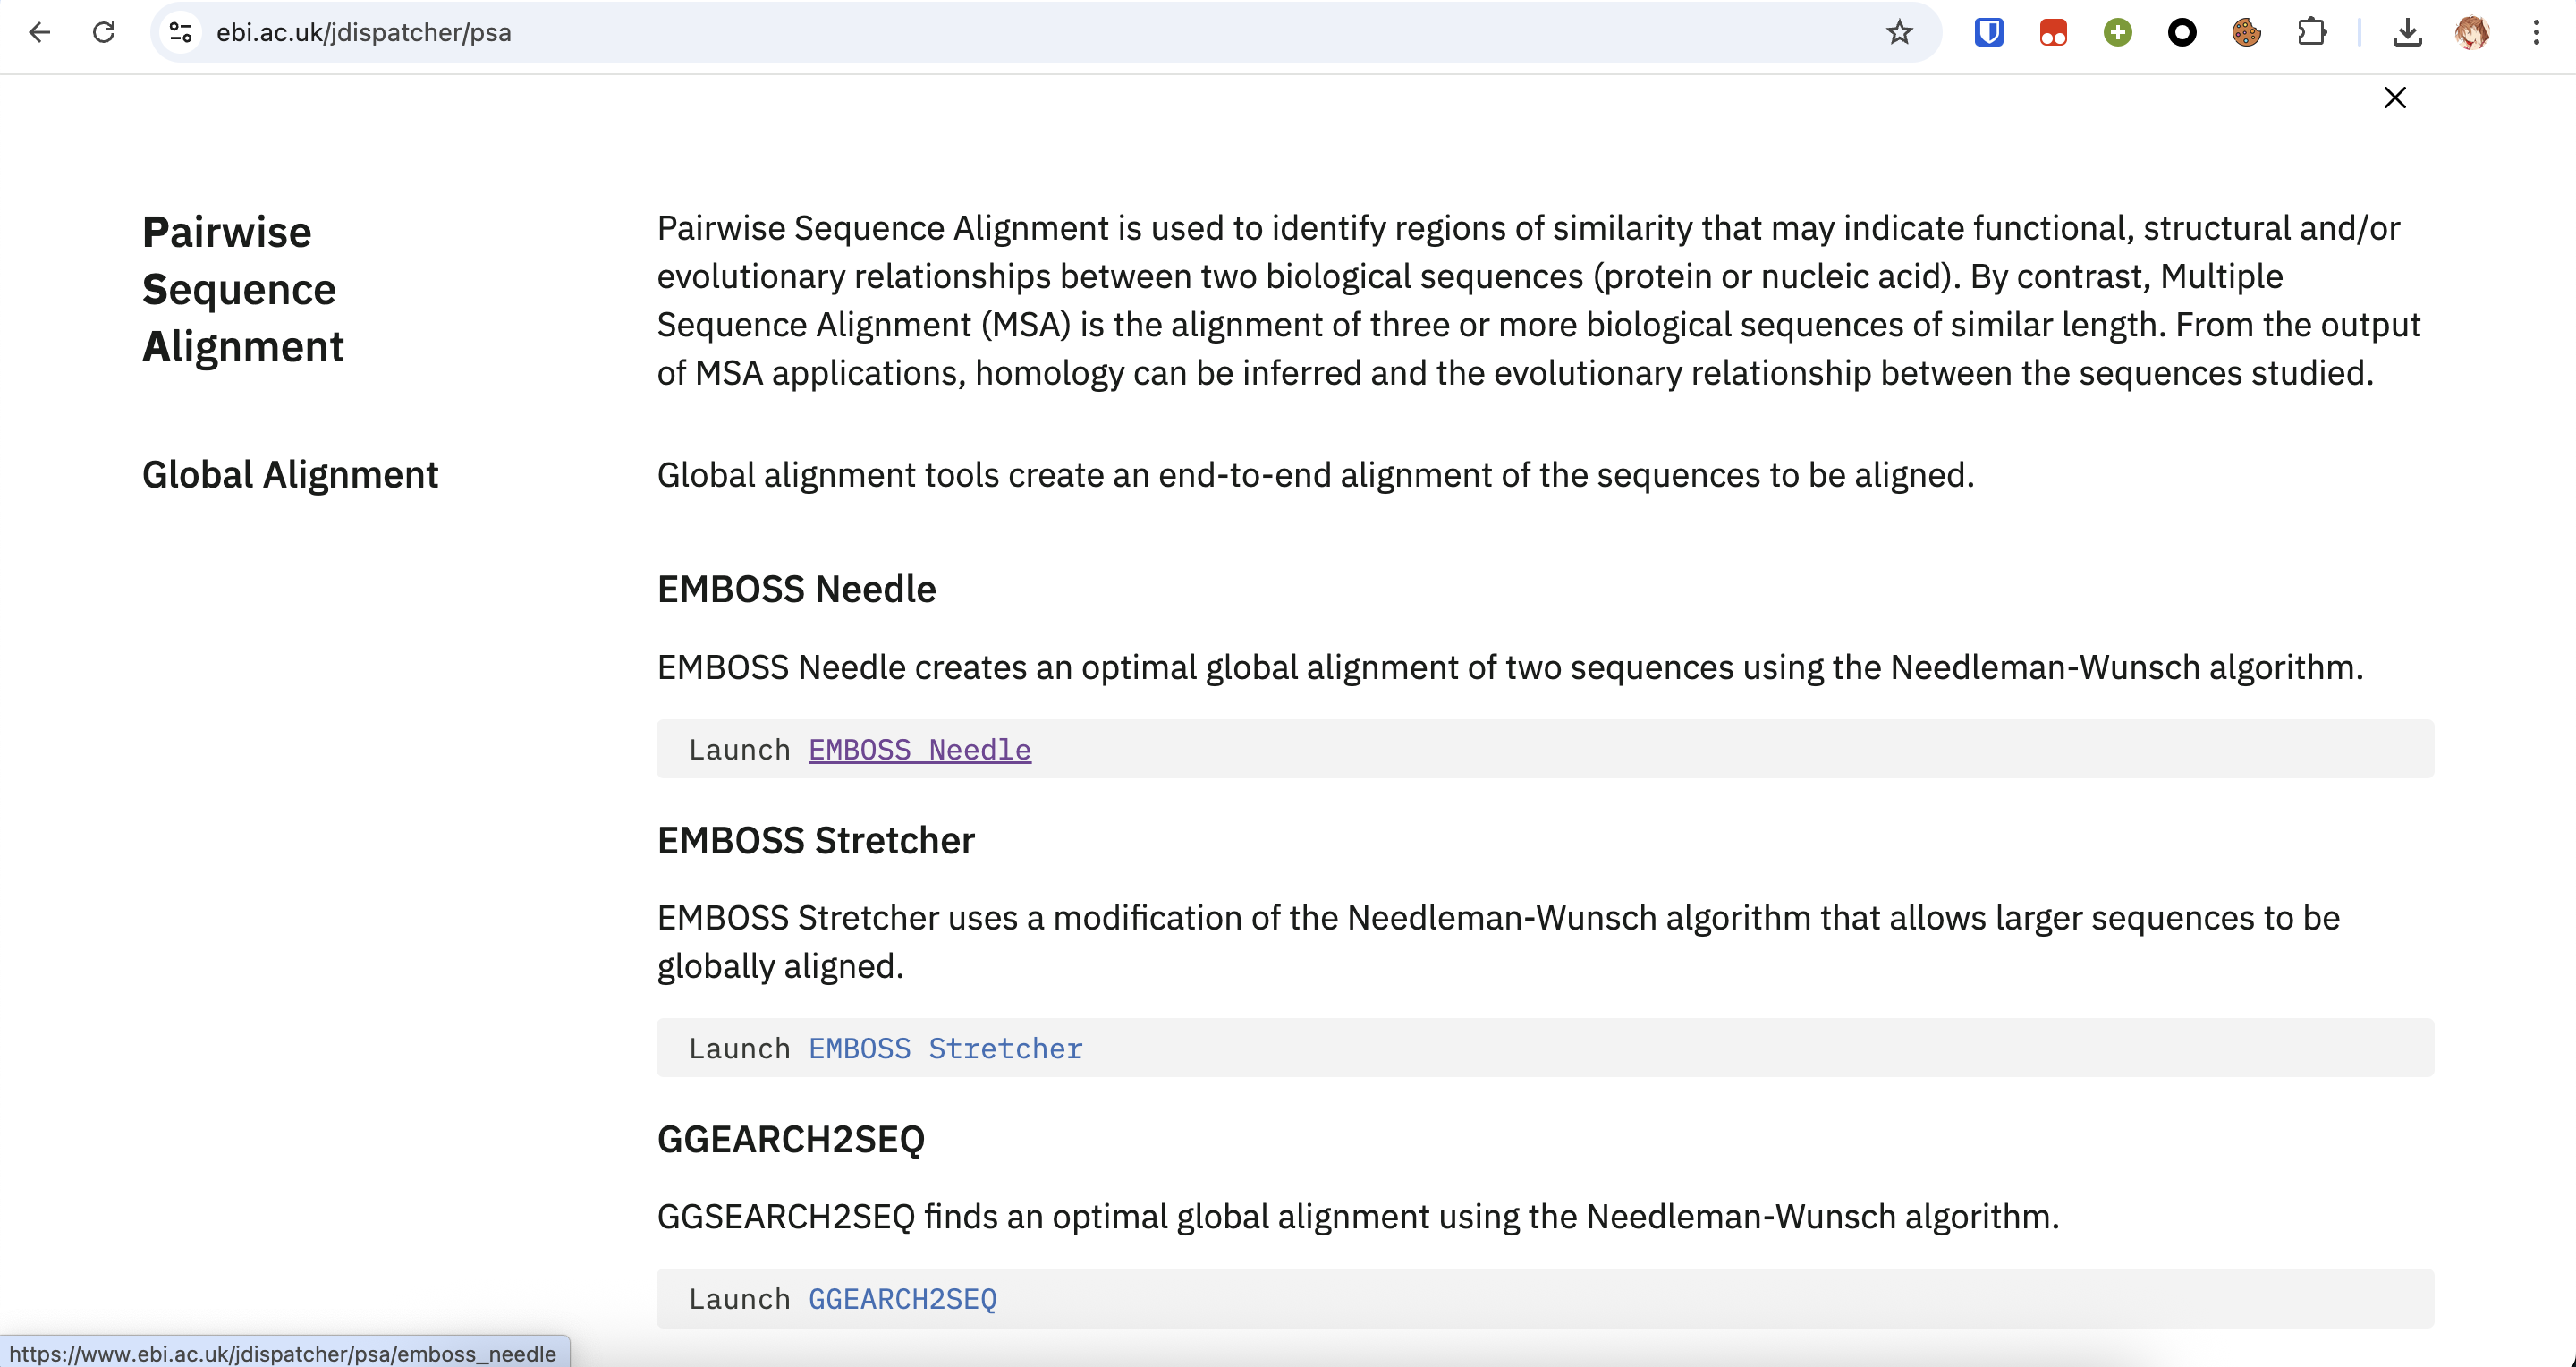 ebi.ac.uk/jdispatcher/psa
Pairwise
Sequence
Alignment
Pairwise Sequence Alignment is used to identify regions of similarity that may indicate functional, structural and/or
evolutionary relationships between two biological sequences (protein or nucleic acid). By contrast, Multiple
Sequence Alignment (MSA) is the alignment of three or more biological sequences of similar length. From the output
of MSA applications, homology can be inferred and the evolutionary relationship between the sequences studied.
Global Alignment
Global alignment tools create an end-to-end alignment of the sequences to be aligned.
EMBOSS Needle
EMBOSS Needle creates an optimal global alignment of two sequences using the Needleman-Wunsch algorithm.
Launch EMBOSS Needle
EMBOSS Stretcher
EMBOSS Stretcher uses a modification of the Needleman-Wunsch algorithm that allows larger sequences to be
globally aligned.
Launch EMBOSS Stretcher
GGEARCH2SEQ
GGSEARCH2SEQ finds an optimal global alignment using the Needleman-Wunsch algorithm.
Launch GGEARCH2SEQ
https://www.ebi.ac.uk/jdispatcher/psa/emboss_needle